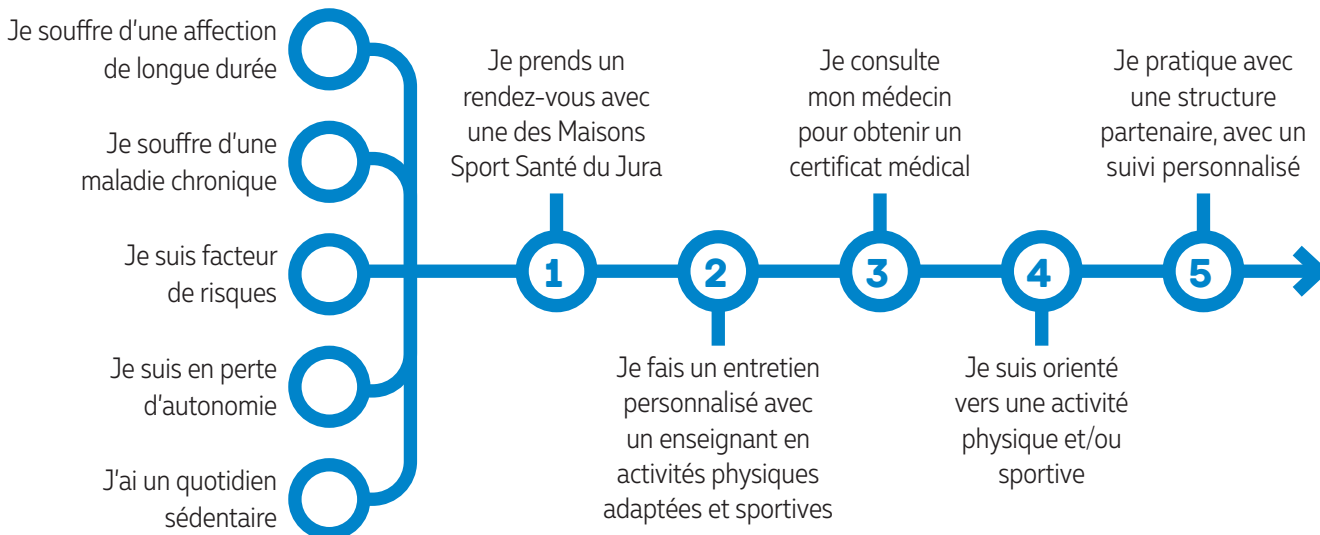 Je souffre d'une affection
de longue durée
Je souffre d'une
maladie chronique
Je suis facteur
de risques
Je suis en perte
d'autonomie
J'ai un quotidien
sédentaire
1
Je prends un
rendez-vous avec
une des Maisons
Sport Santé du Jura
2
Je fais un entretien
personnalisé avec
un enseignant en
activités physiques
adaptées et sportives
3
Je consulte
mon médecin
pour obtenir un
certificat médical
4
Je suis orienté
vers une activité
physique et/ou
sportive
5
Je pratique avec
une structure
partenaire, avec un
suivi personnalisé